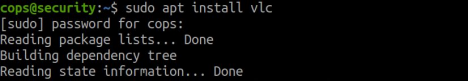 cops@security:~$ sudo apt install vlc
[sudo] password for cops:
Reading package lists... Done
Building dependency tree
Reading state information... Done